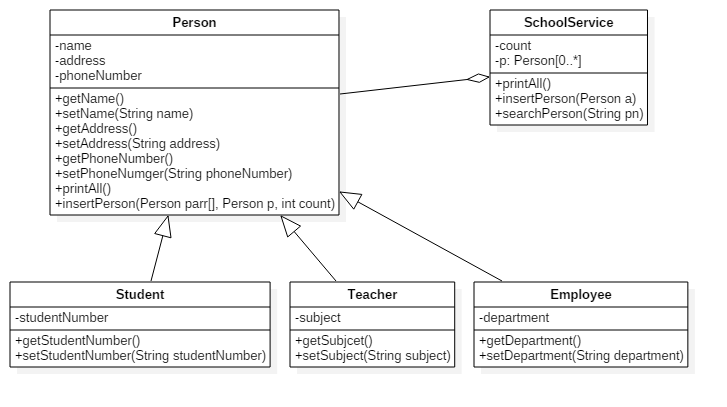 Person
-name
-address
-phoneNumber
+getName()
+setName(String name)
+getAddress()
+setAddress(String address)
+getPhoneNumber()
+setPhoneNumger(String phoneNumber)
+printAll()
+insertPerson(Person parr[], Person p, int count)
SchoolService
-count
-p: Person[0..*]
+printAll()
+insertPerson(Person a)
+searchPerson(String pn)
Student
-studentNumber
+getStudentNumber()
+setStudentNumber(String studentNumber)
Teacher
-subject
+getSubjcet()
+setSubject(String subject)
Employee
-department
+getDepartment()
+setDepartment(String department)